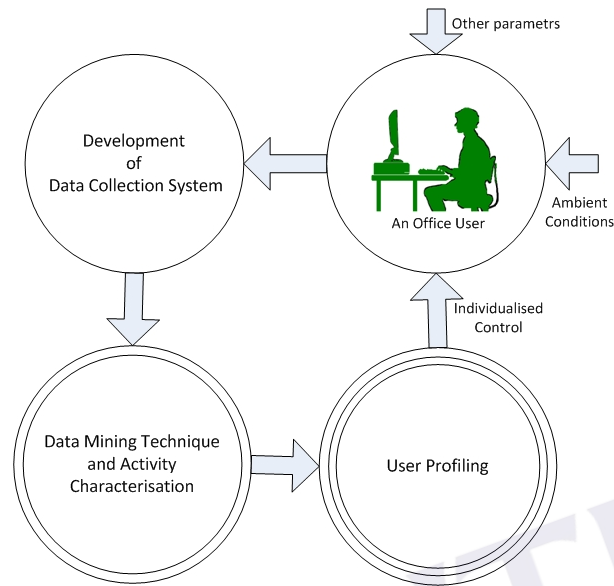 Other parametrs
Development
of
Data Collection System
An Office User
Ambient
Conditions
Individualised
Control
Data Mining Technique
and Activity
Characterisation
User Profiling